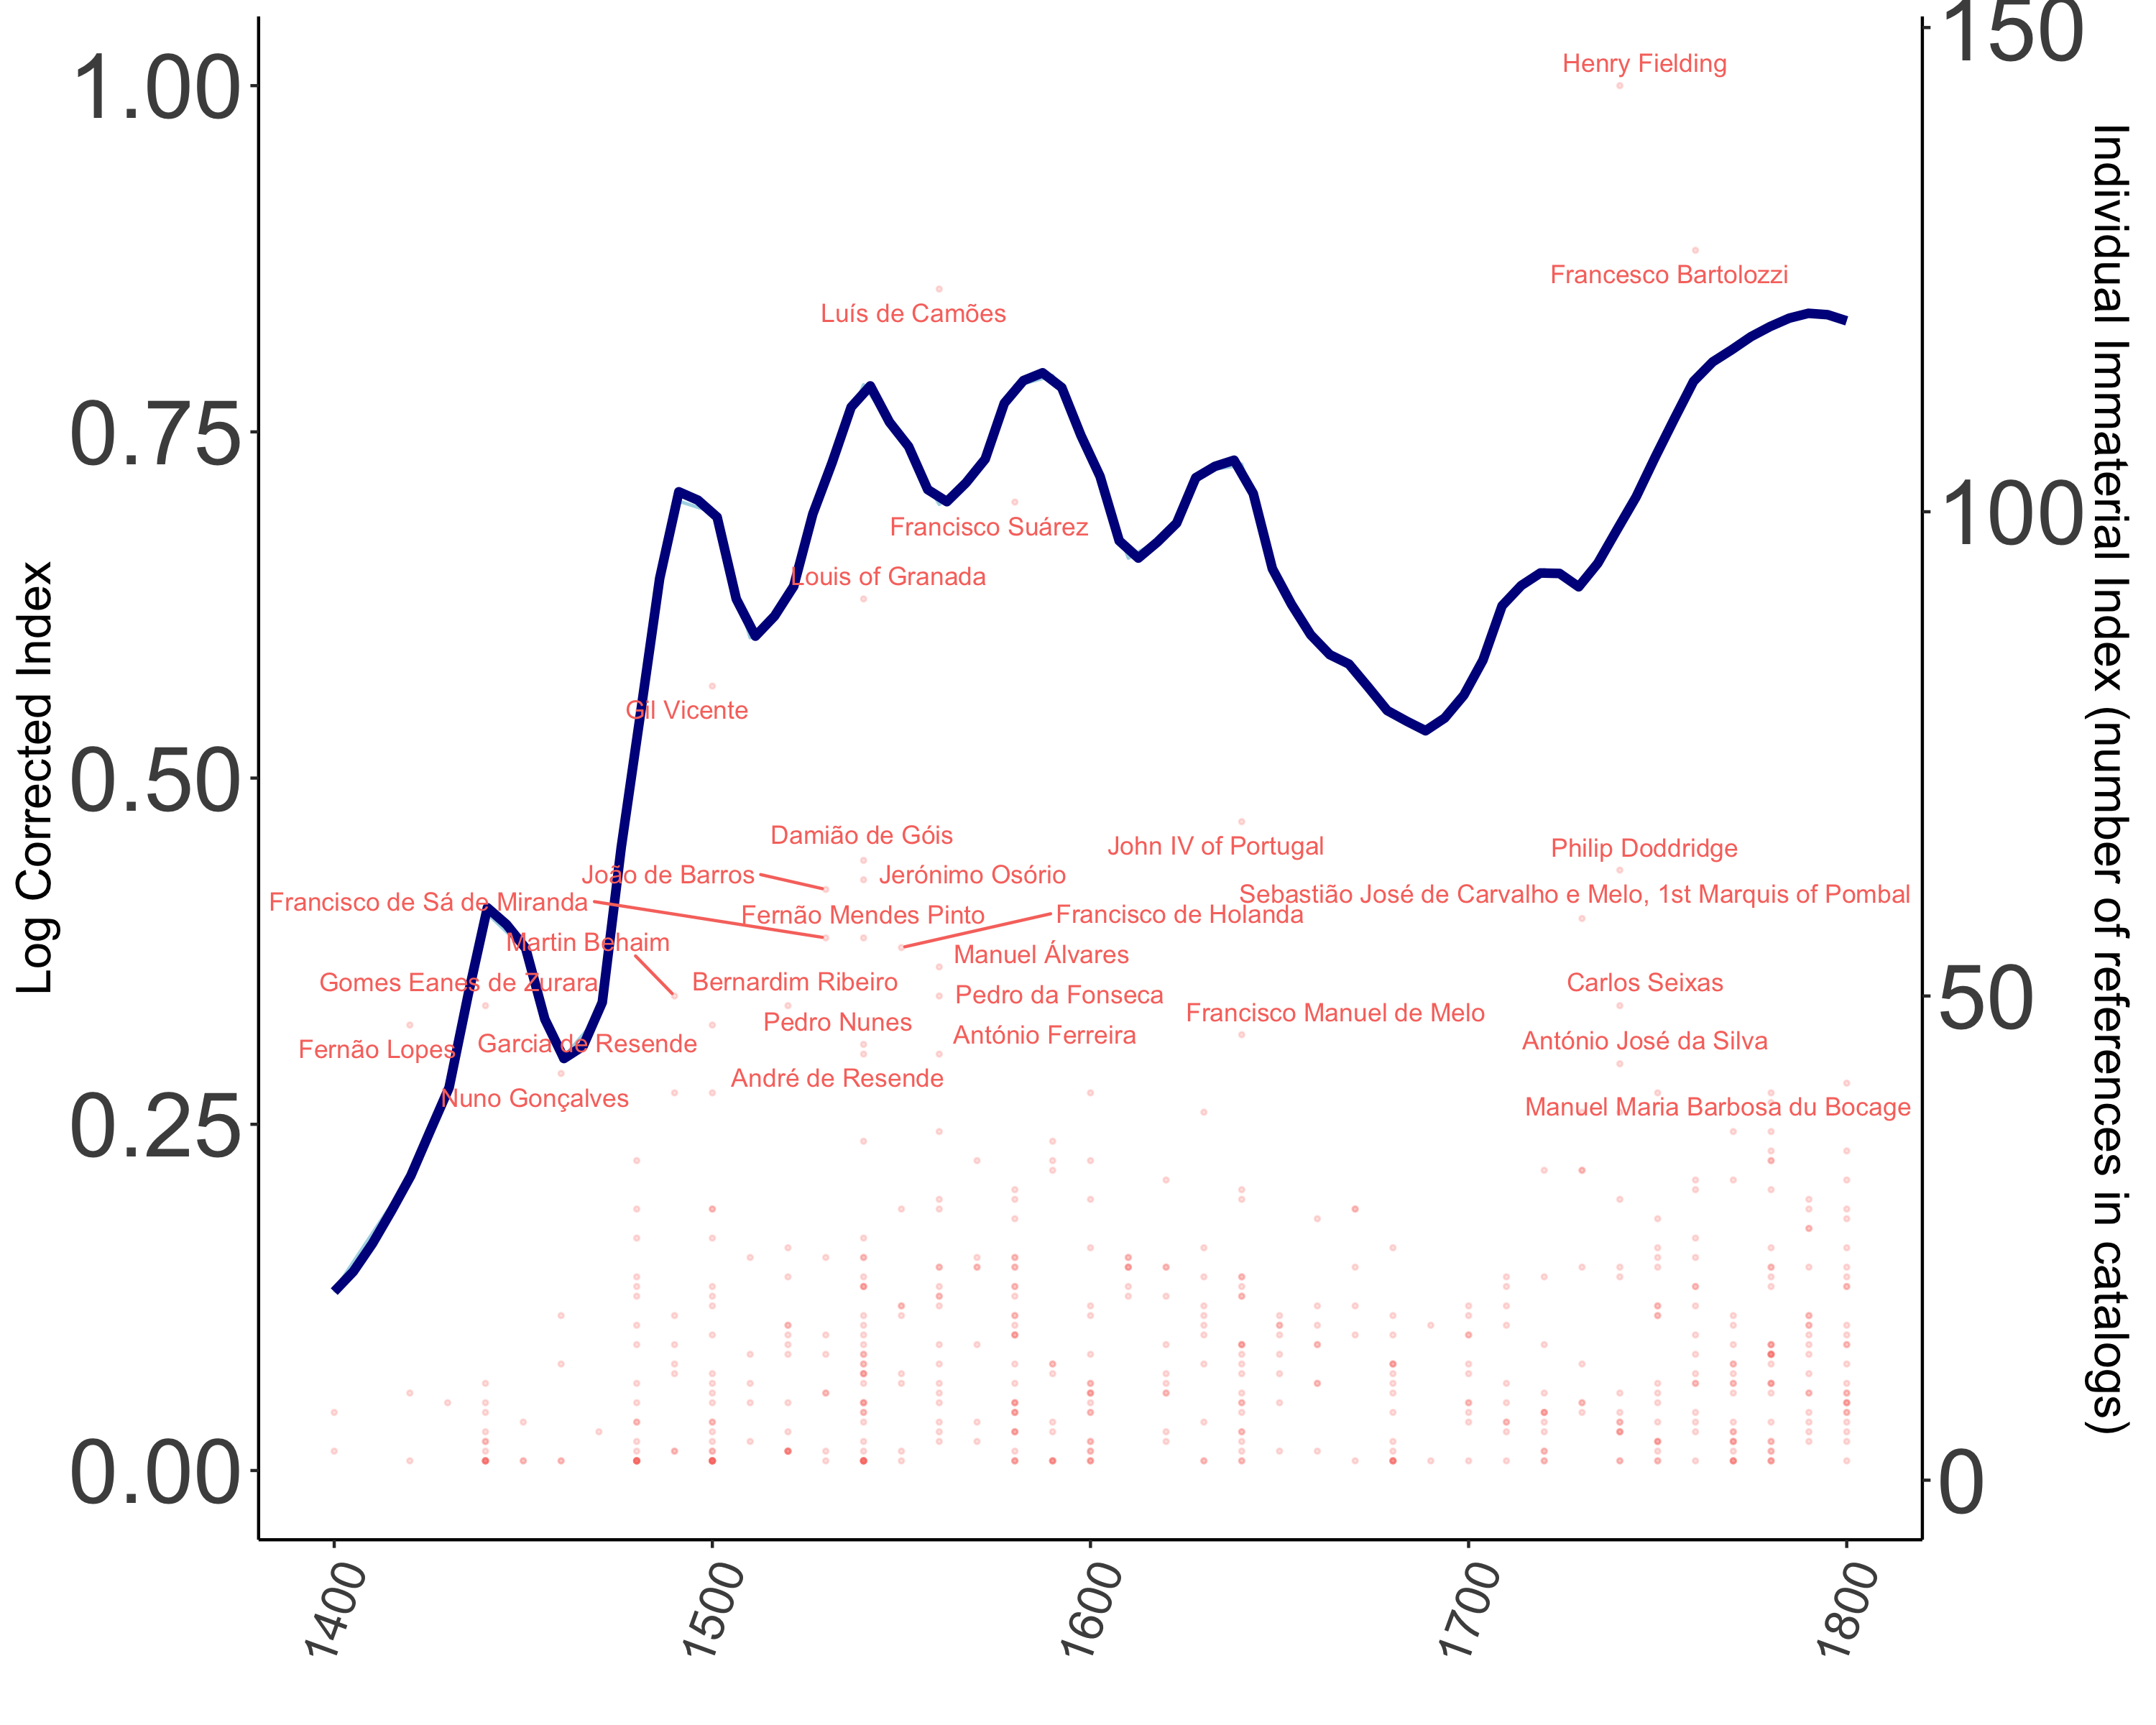 150
Henry Fielding
1.00
Francesco Bartolozzi
Luís de Camões
0.75
100
Francisco Suárez
Louis of Granada
Gil Vicente
0.50
Damião de Góis
John IV of Portugal
Philip Doddridge
João de Barros
Jerónimo Osório
Sebastião José de Carvalho e Melo, 1st Marquis of Pombal
Francisco de Sá de Miranda
Fernão Mendes Pinto
Francisco de Holanda
Martin Behaim
Manuel Álvares
Gomes Eanes de Zurara
Bernardim Ribeiro
Pedro da Fonseca
Carlos Seixas
50
Pedro Nunes
Francisco Manuel de Melo
Fernão Lopes
Garcia de Resende
António Ferreira
António José da Silva
André de Resende
Nuno Gonçalves
Manuel Maria Barbosa du Bocage
0.25
0.00
0
1400
1500
1600
1700
1800
Log Corrected Index
Individual Immaterial Index (number of references in catalogs)